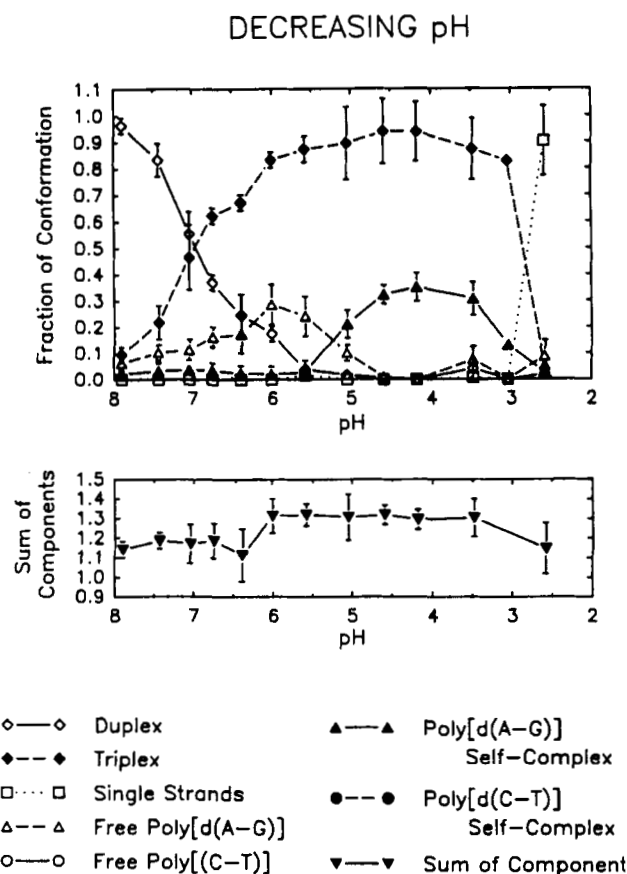 DECREASING pH
Fraction of Conformation
1.1
1.0
0.9
0.8
0.7
0.6
0.5
0.4
0.3
0.2
0.1
0.0
8 7 6 5 4 3 2
pH
Sum of
Components
1.5
1.4
1.3
1.2
1.1
1.0
0.9
8 7 6 5 4 3 2
pH
Duplex
Triplex
Single Strands
Free Poly[d(A-G)]
Free Poly[(C-T)]
Poly[d(A-G)]
Self-Complex
Poly[d(C-T)]
Self-Complex
Sum of Component